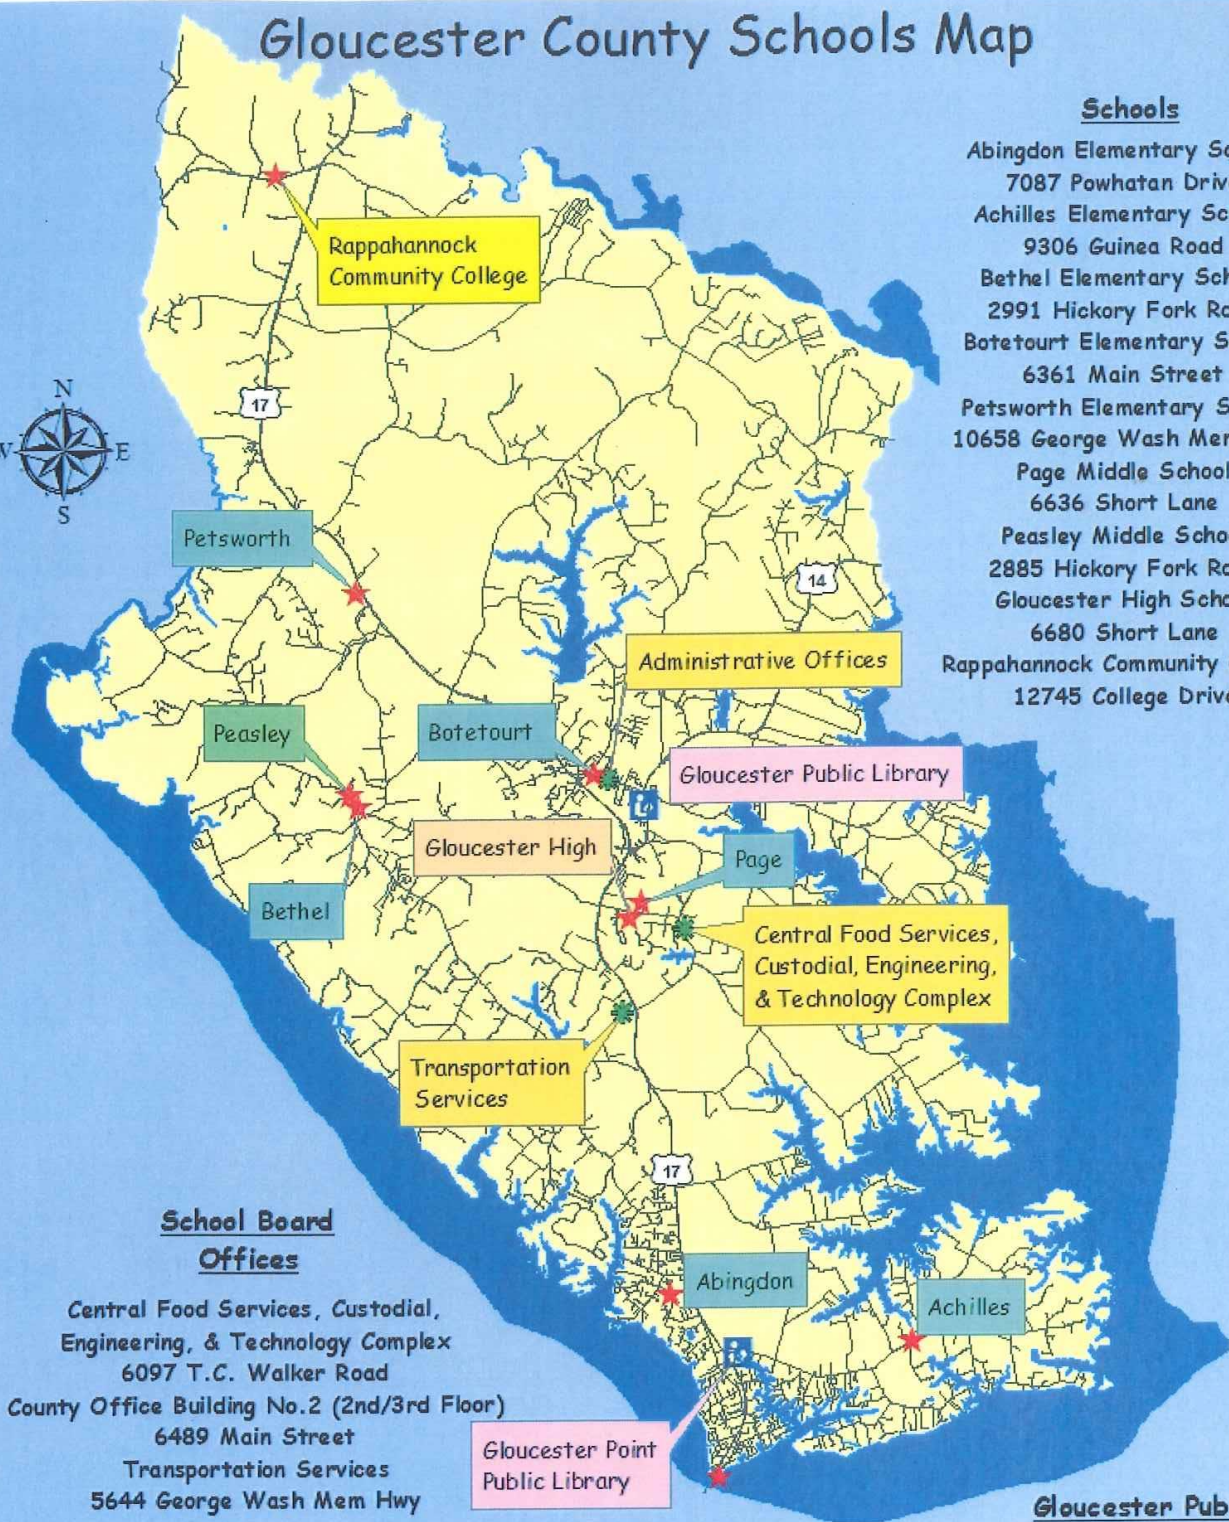 Gloucester County Schools Map
Schools
Abingdon Elementary
7087 Powhatan
Achilles Elementary
9306 Guinea Road
Bethel Elementary
2991 Hickory Fork
Botetourt Elementary
6361 Main Street
Petsworth Elementary
10658 George Wash
Page Middle School
6636 Short Lane
Peasley Middle
2885 Hickory Fork
Gloucester High
6680 Short Lane
Rappahannock Community
12745 College
Rappahannock
Community College
17
N
W E
S
Petsworth
14
Administrative Offices
Peasley
Botetourt
Gloucester Public Library
Gloucester High
Page
Bethel
Central Food Services,
Custodial, Engineering,
& Technology Complex
Transportation
Services
17
Abingdon
Achilles
Gloucester Point
Public Library
School Board
Offices
Central Food Services, Custodial,
Engineering, & Technology Complex
6097 T.C. Walker Road
County Office Building No.2 (2nd/3rd Floor)
6489 Main Street
Transportation Services
5644 George Wash Mem Hwy
Gloucester